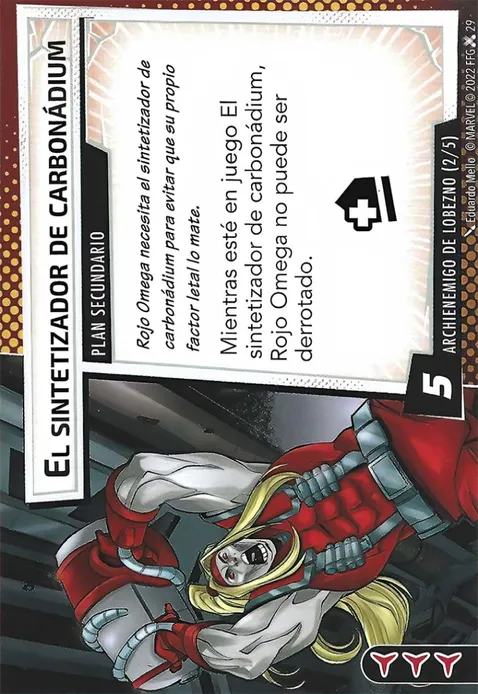 EL SINTETIZADOR DE CARBONÁDIUM
PLAN SECUNDARIO
Rojo Omega necesita el sintetizador de
carbonádium para evitar que su propio
factor letal lo mate.
Mientras esté en juego El
sintetizador de carbonádium,
Rojo Omega no puede ser
derrotado.
5
ARCHIENEMIGO DE LOBEZNO (2/5)
Eduardo Mello © MARVEL © 2022 FFG 29